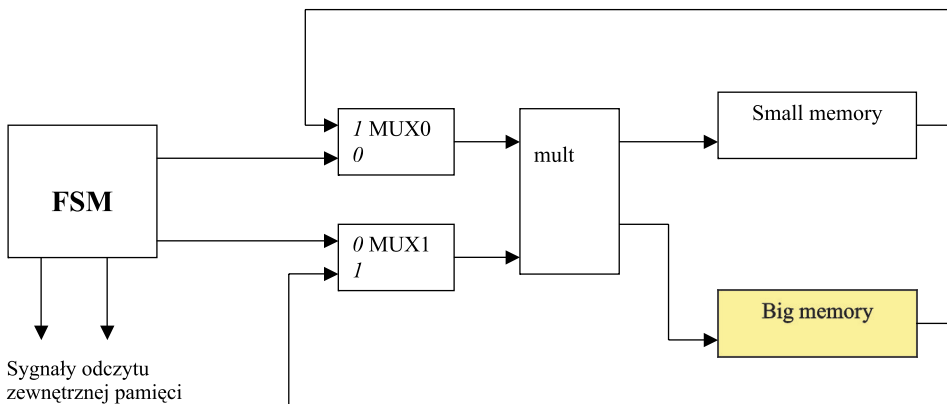 1 MUX0
0
Small memory
mult
FSM
0 MUX1
1
Big memory
Sygnały odczytu
zewnętrznej pamięci